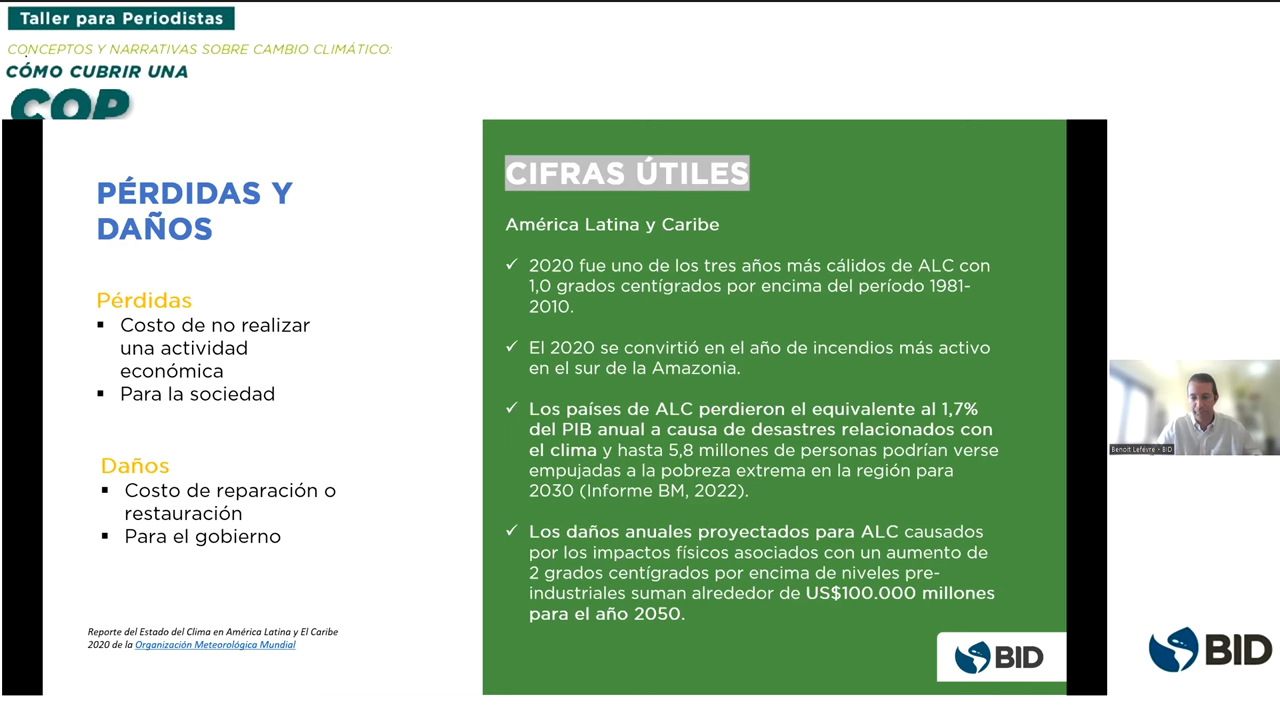 Taller para Periodistas
CONCEPTOS Y NARRATIVAS SOBRE CAMBIO CLIMÁTICO:
CÓMO CUBRIR UNA
COP
PÉRDIDAS Y
DAÑOS
Pérdidas
▪ Costo de no realizar
una actividad
económica
▪ Para la sociedad
Daños
▪ Costo de reparación o
restauración
▪ Para el gobierno
Reporte del Estado del Clima en América Latina y El Caribe
2020 de la Organización Meteorológica Mundial
CIFRAS ÚTILES
América Latina y Caribe
✓ 2020 fue uno de los tres años más cálidos de ALC con
1,0 grados centígrados por encima del período 1981-
2010.
✓ El 2020 se convirtió en el año de incendios más activo
en el sur de la Amazonia.
✓ Los países de ALC perdieron el equivalente al 1,7%
del PIB anual a causa de desastres relacionados con
el clima y hasta 5,8 millones de personas podrían verse
empujadas a la pobreza extrema en la región para
2030 (Informe BM, 2022).
✓ Los daños anuales proyectados para ALC causados
por los impactos físicos asociados con un aumento de
2 grados centígrados por encima de niveles pre-
industriales suman alrededor de US$100.000 millones
para el año 2050.
BID
Benoit Lefévre - BID
BID